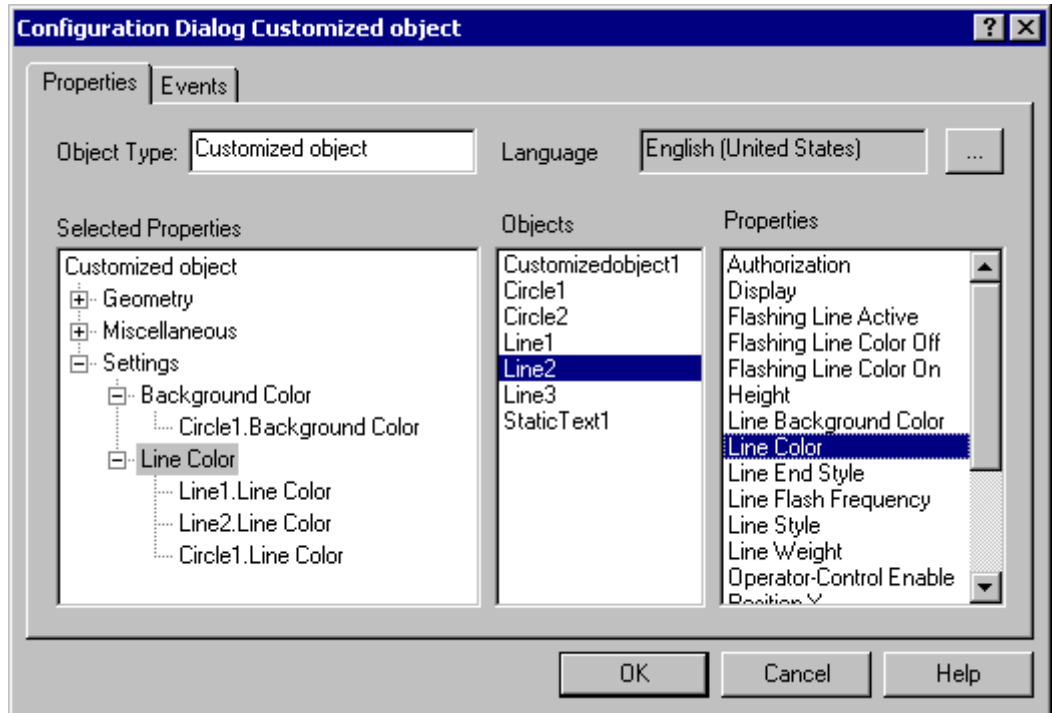 Configuration Dialog Customized object
Properties
Events
Object Type:
Customized object
Language
English (United States)
...
Selected Properties
Customized object
Geometry
Miscellaneous
Settings
Background Color
Circle1.Background Color
Line Color
Line1.Line Color
Line2.Line Color
Circle1.Line Color
Objects
Customizedobject1
Circle1
Circle2
Line1
Line2
Line3
StaticText1
Properties
Authorization
Display
Flashing Line Active
Flashing Line Color Off
Flashing Line Color On
Height
Line Background Color
Line Color
Line End Style
Line Flash Frequency
Line Style
Line Weight
Operator-Control Enable
Position
OK
Cancel
Help